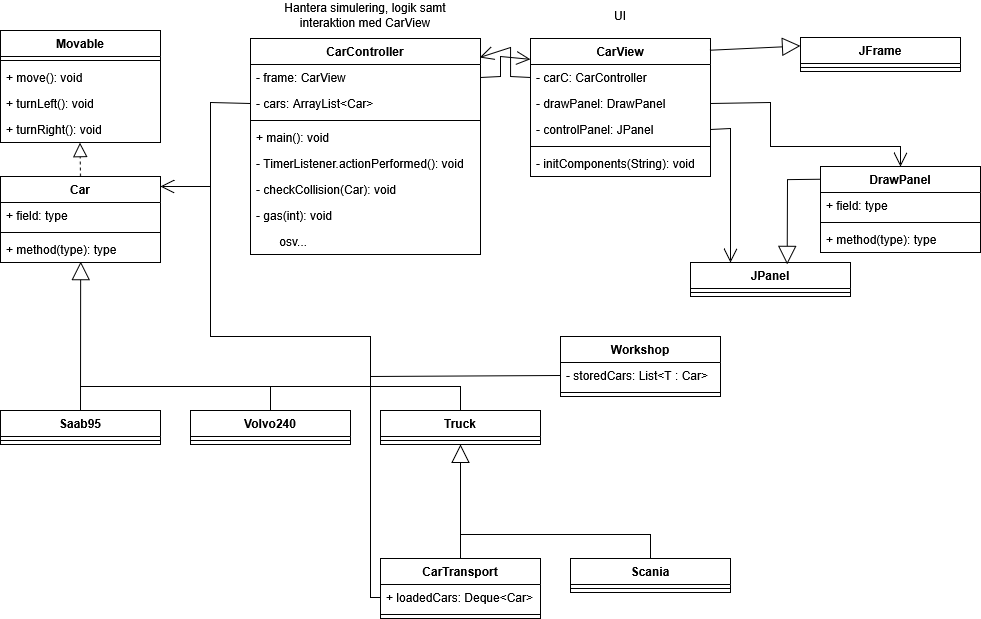 Hantera simulering, logik samt
interaktion med CarView
UI
Movable
+ move(): void
+ turnLeft(): void
+ turnRight(): void
CarController
- frame: CarView
- cars: ArrayList<Car>
+ main(): void
- TimerListener.actionPerformed(): void
- checkCollision(Car): void
- gas(int): void
osv...
CarView
- carC: CarController
- drawPanel: DrawPanel
- controlPanel: JPanel
- initComponents(String): void
JFrame
Car
+ field: type
+ method(type): type
DrawPanel
+ field: type
+ method(type): type
JPanel
Workshop
- storedCars: List<T : Car>
Saab95
Volvo240
Truck
CarTransport
+ loadedCars: Deque<Car>
Scania